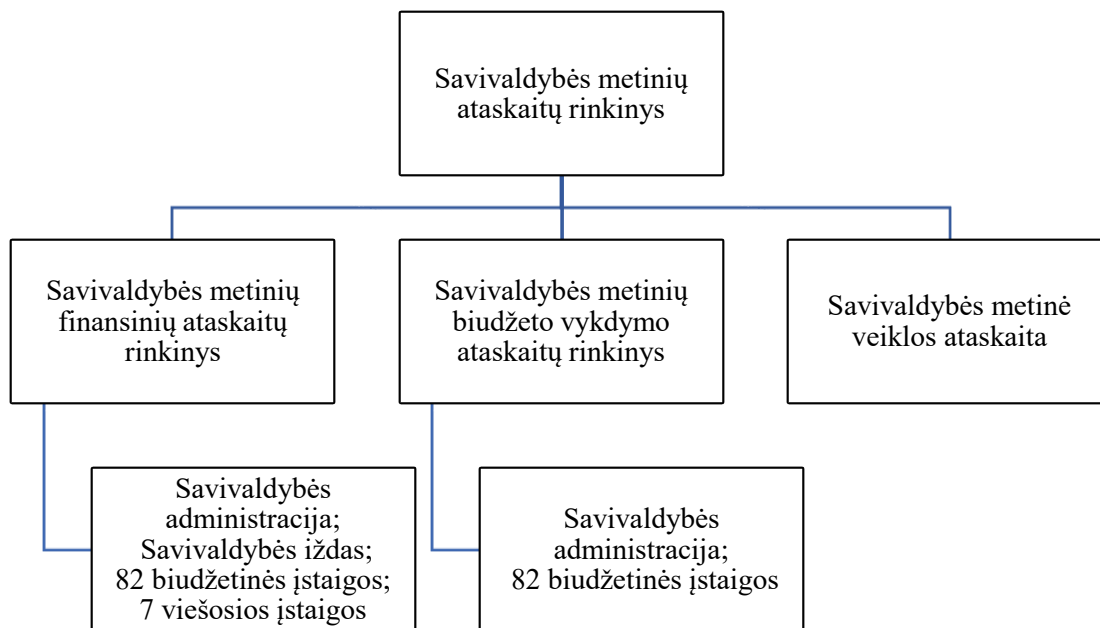 Savivaldybės metinių
ataskaitų rinkinys
Savivaldybės metinių
finansinių ataskaitų
rinkinys
Savivaldybės metinių
biudžeto vykdymo
ataskaitų rinkinys
Savivaldybės metinė
veiklos ataskaita
Savivaldybės
administracija;
Savivaldybės iždas;
82 biudžetinės įstaigos;
7 viešosios įstaigos
Savivaldybės
administracija;
82 biudžetinės įstaigos